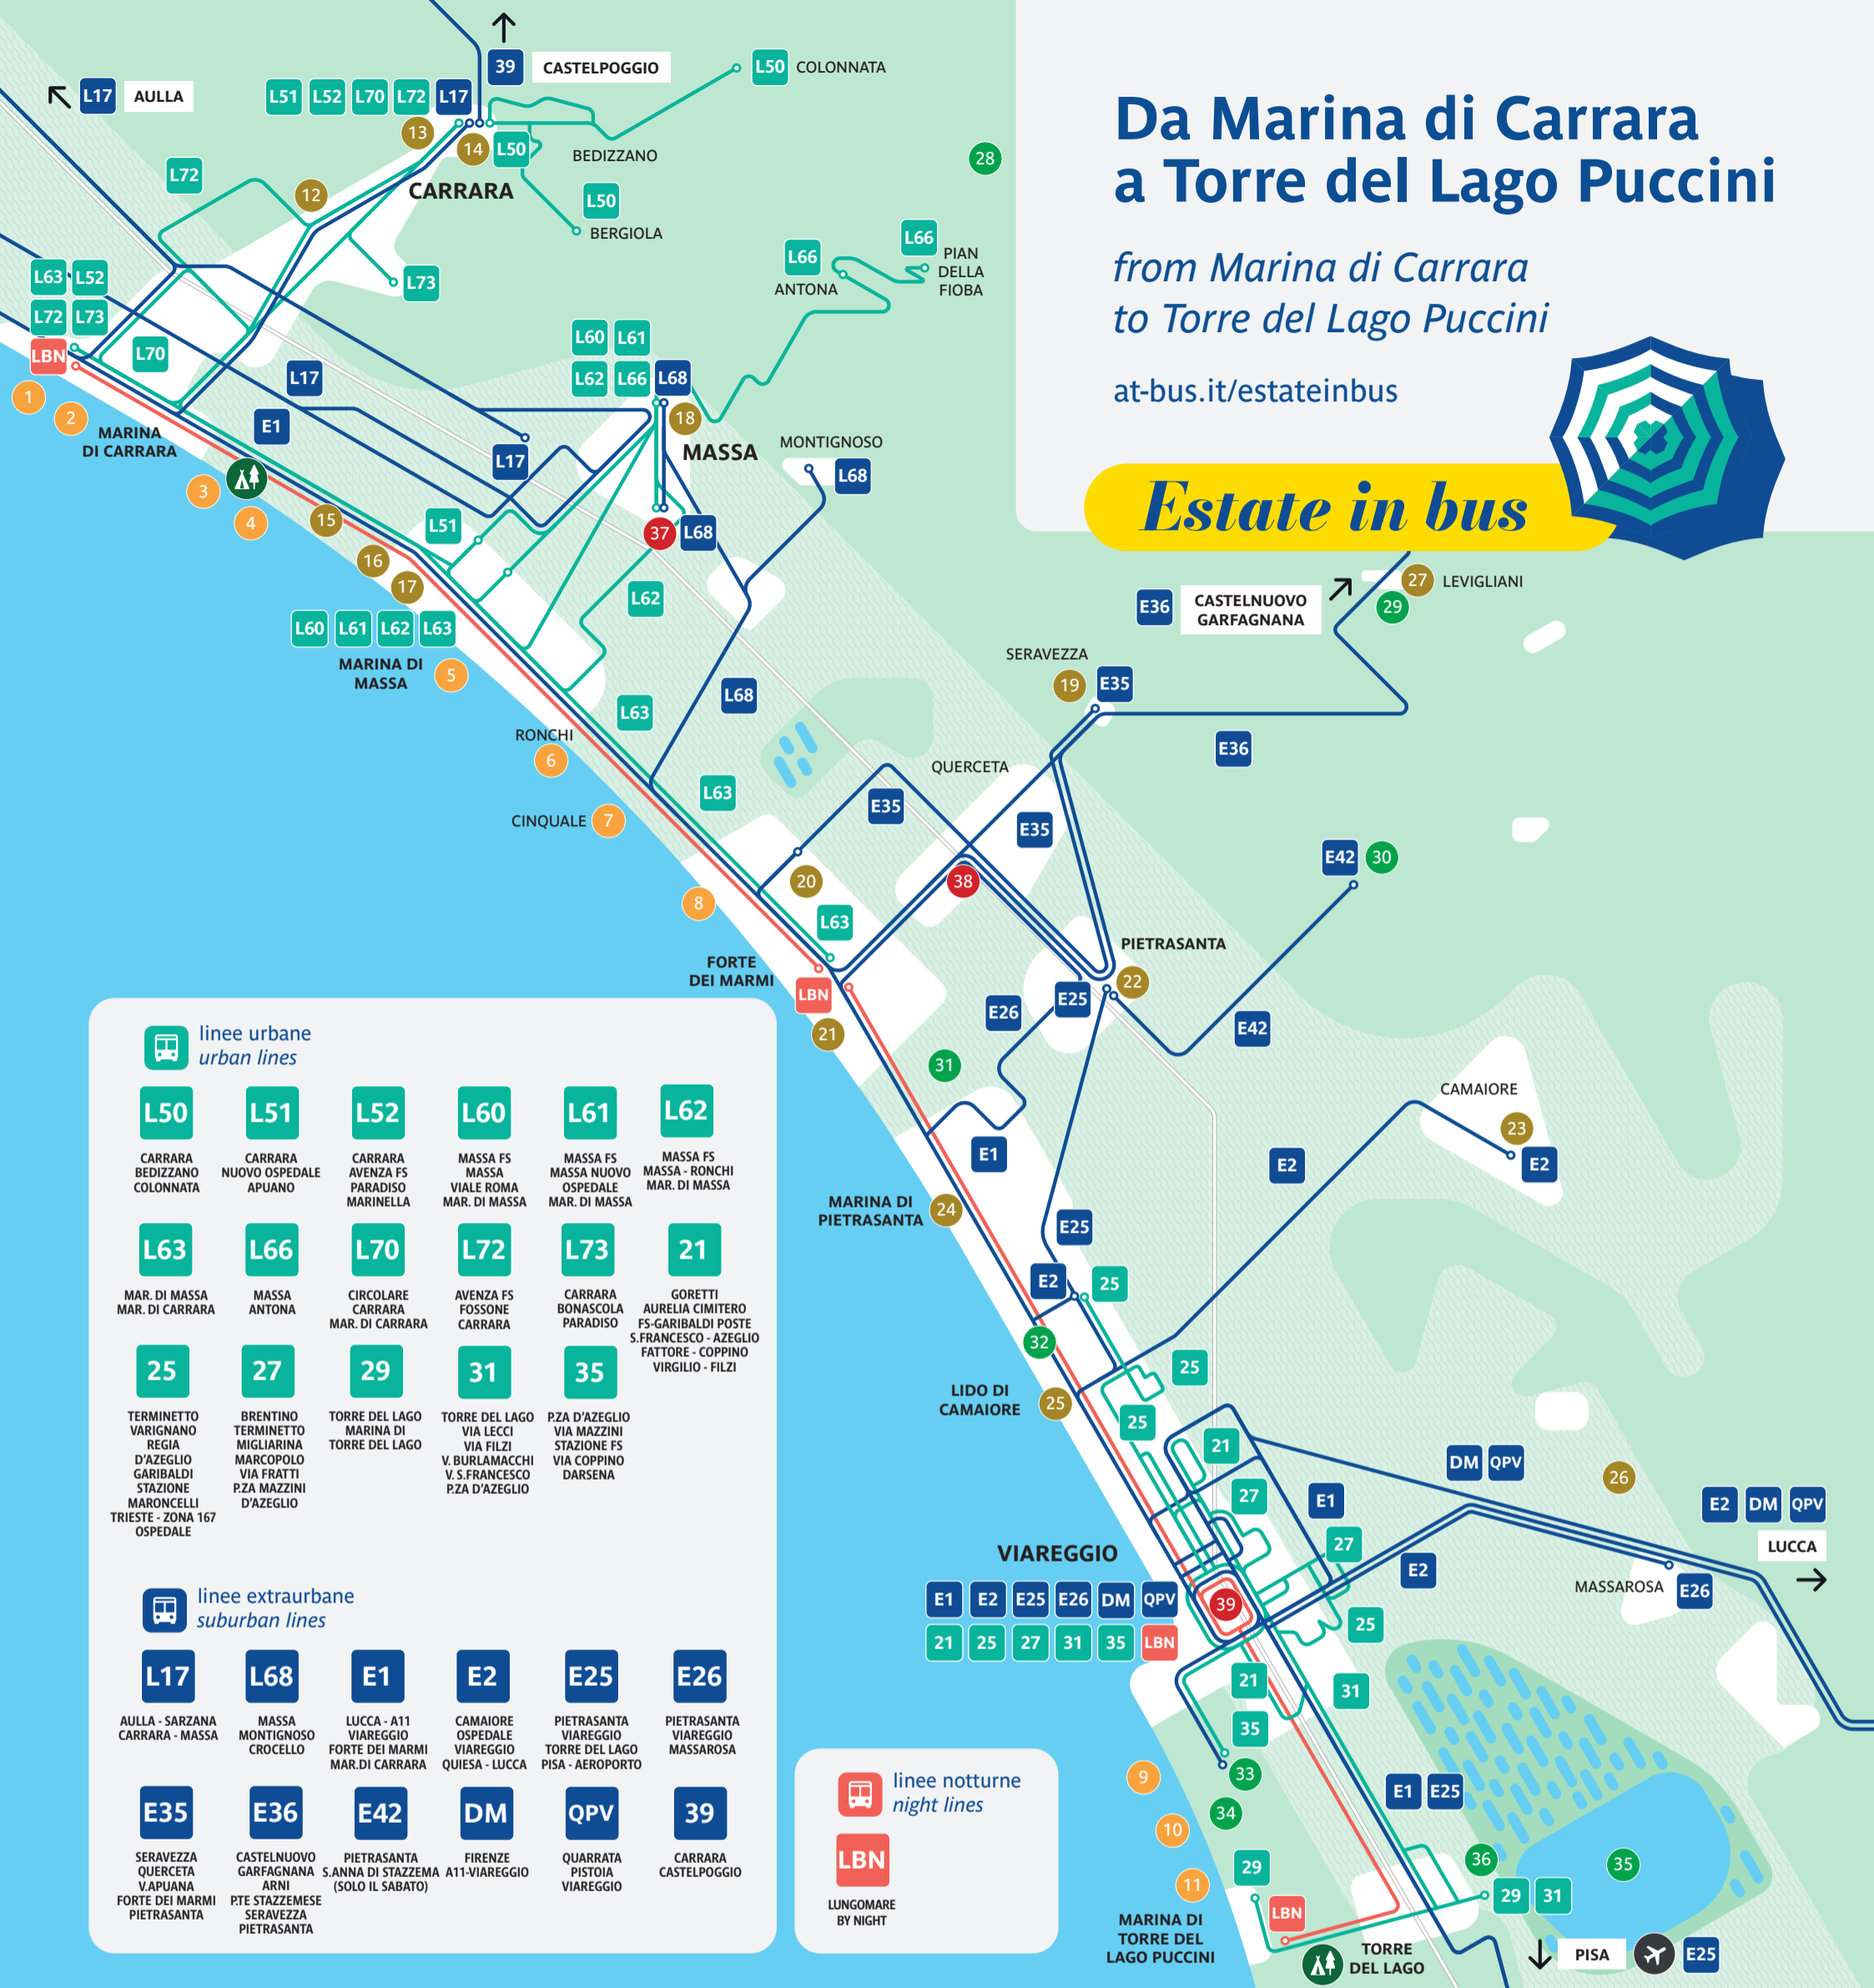 Da Marina di Carrara
a Torre del Lago Puccini
from Marina di Carrara
to Torre del Lago Puccini
at-bus.it/estateinbus
Estate in bus
39 CASTELPOGGIO
L17 AULLA
L51 L52 L70 L72 L17
L50 COLONNATA
13
14
L50
BEDIZZANO
28
L72
12
CARRARA
L50
BERGIOLA
L66
L66
PIAN
DELLA
FIOBA
ANTONA
L63 L52
L72 L73
L73
LBN
L70
L60 L61
L62 L66 L68
L17
1
2
E1
18
MARINA
DI CARRARA
MASSA
MONTIGNOSO
L17
L68
3
4
15
L51
37 L68
16
17
L62
L60 L61 L62 L63
MARINA DI
MASSA
5
E36
CASTELNUOVO
GARFAGNANA
27 LEVIGLIANI
29
SERAVEZZA
19 E35
L68
L63
RONCHI
6
E36
QUERCETA
L63
E35
CINQUALE 7
E35
E42 30
20
38
8
L63
PIETRASANTA
FORTE
DEI MARMI
22
LBN
E26
E25
21
E42
31
CAMAIORE
23
E2
E1
E2
MARINA DI
PIETRASANTA
24
E25
E2
25
32
25
LIDO DI
CAMAIORE
25
25
21
DM QPV
26
27
E1
E2 DM QPV
LUCCA
27
VIAREGGIO
E2
MASSAROSA
E26
E1 E2 E25 E26 DM QPV
21 25 27 31 35 LBN
39
25
21
31
35
9
33
E1 E25
34
10
29
36
35
11
29 31
LBN
MARINA DI
TORRE DEL
LAGO PUCCINI
TORRE
DEL LAGO
PISA
E25
linee urbane
urban lines
L50 L51 L52 L60 L61 L62
CARRARA
BEDIZZANO
COLONNATA
CARRARA
NUOVO OSPEDALE
APUANO
CARRARA
AVENZA FS
PARADISO
MARINELLA
MASSA FS
MASSA
VIALE ROMA
MAR. DI MASSA
MASSA FS
MASSA NUOVO
OSPEDALE
MAR. DI MASSA
MASSA FS
MASSA - RONCHI
MAR. DI MASSA
L63 L66 L70 L72 L73 21
MAR. DI MASSA
MAR. DI CARRARA
MASSA
ANTONA
CIRCOLARE
CARRARA
MAR. DI CARRARA
AVENZA FS
FOSSONE
CARRARA
CARRARA
BONASCOLA
PARADISO
GORETTI
AURELIA CIMITERO
FS-GARIBALDI POSTE
S.FRANCESCO - AZEGLIO
FATTORE - COPPINO
VIRGILIO - FILZI
25 27 29 31 35
TERMINETTO
VARIGNANO
REGIA
D'AZEGLIO
GARIBALDI
STAZIONE
MARONCELLI
TRIESTE - ZONA 167
OSPEDALE
BRENTINO
TERMINETTO
MIGLIARINA
MARCOPOLO
VIA FRATTI
P.ZA MAZZINI
D'AZEGLIO
TORRE DEL LAGO
MARINA DI
TORRE DEL LAGO
TORRE DEL LAGO
VIA LECCI
VIA FILZI
V. BURLAMACCHI
V. S.FRANCESCO
P.ZA D'AZEGLIO
P.ZA D'AZEGLIO
VIA MAZZINI
STAZIONE FS
VIA COPPINO
DARSENA
linee extraurbane
suburban lines
L17 L68 E1 E2 E25 E26
AULLA - SARZANA
CARRARA - MASSA
MASSA
MONTIGNOSO
CROCELLO
LUCCA - A11
VIAREGGIO
FORTE DEI MARMI
MAR.DI CARRARA
CAMAIORE
OSPEDALE
VIAREGGIO
QUIESA - LUCCA
PIETRASANTA
VIAREGGIO
TORRE DEL LAGO
PISA - AEROPORTO
PIETRASANTA
VIAREGGIO
MASSAROSA
E35 E36 E42 DM QPV 39
SERAVEZZA
QUERCETA
V.APUANA
FORTE DEI MARMI
PIETRASANTA
CASTELNUOVO
GARFAGNANA
ARNI
P.TE STAZZEMESE
SERAVEZZA
PIETRASANTA
PIETRASANTA
S.ANNA DI STAZZEMA
(SOLO IL SABATO)
FIRENZE
A11-VIAREGGIO
QUARRATA
PISTOIA
VIAREGGIO
CARRARA
CASTELPOGGIO
linee notturne
night lines
LBN
LUNGOMARE
BY NIGHT